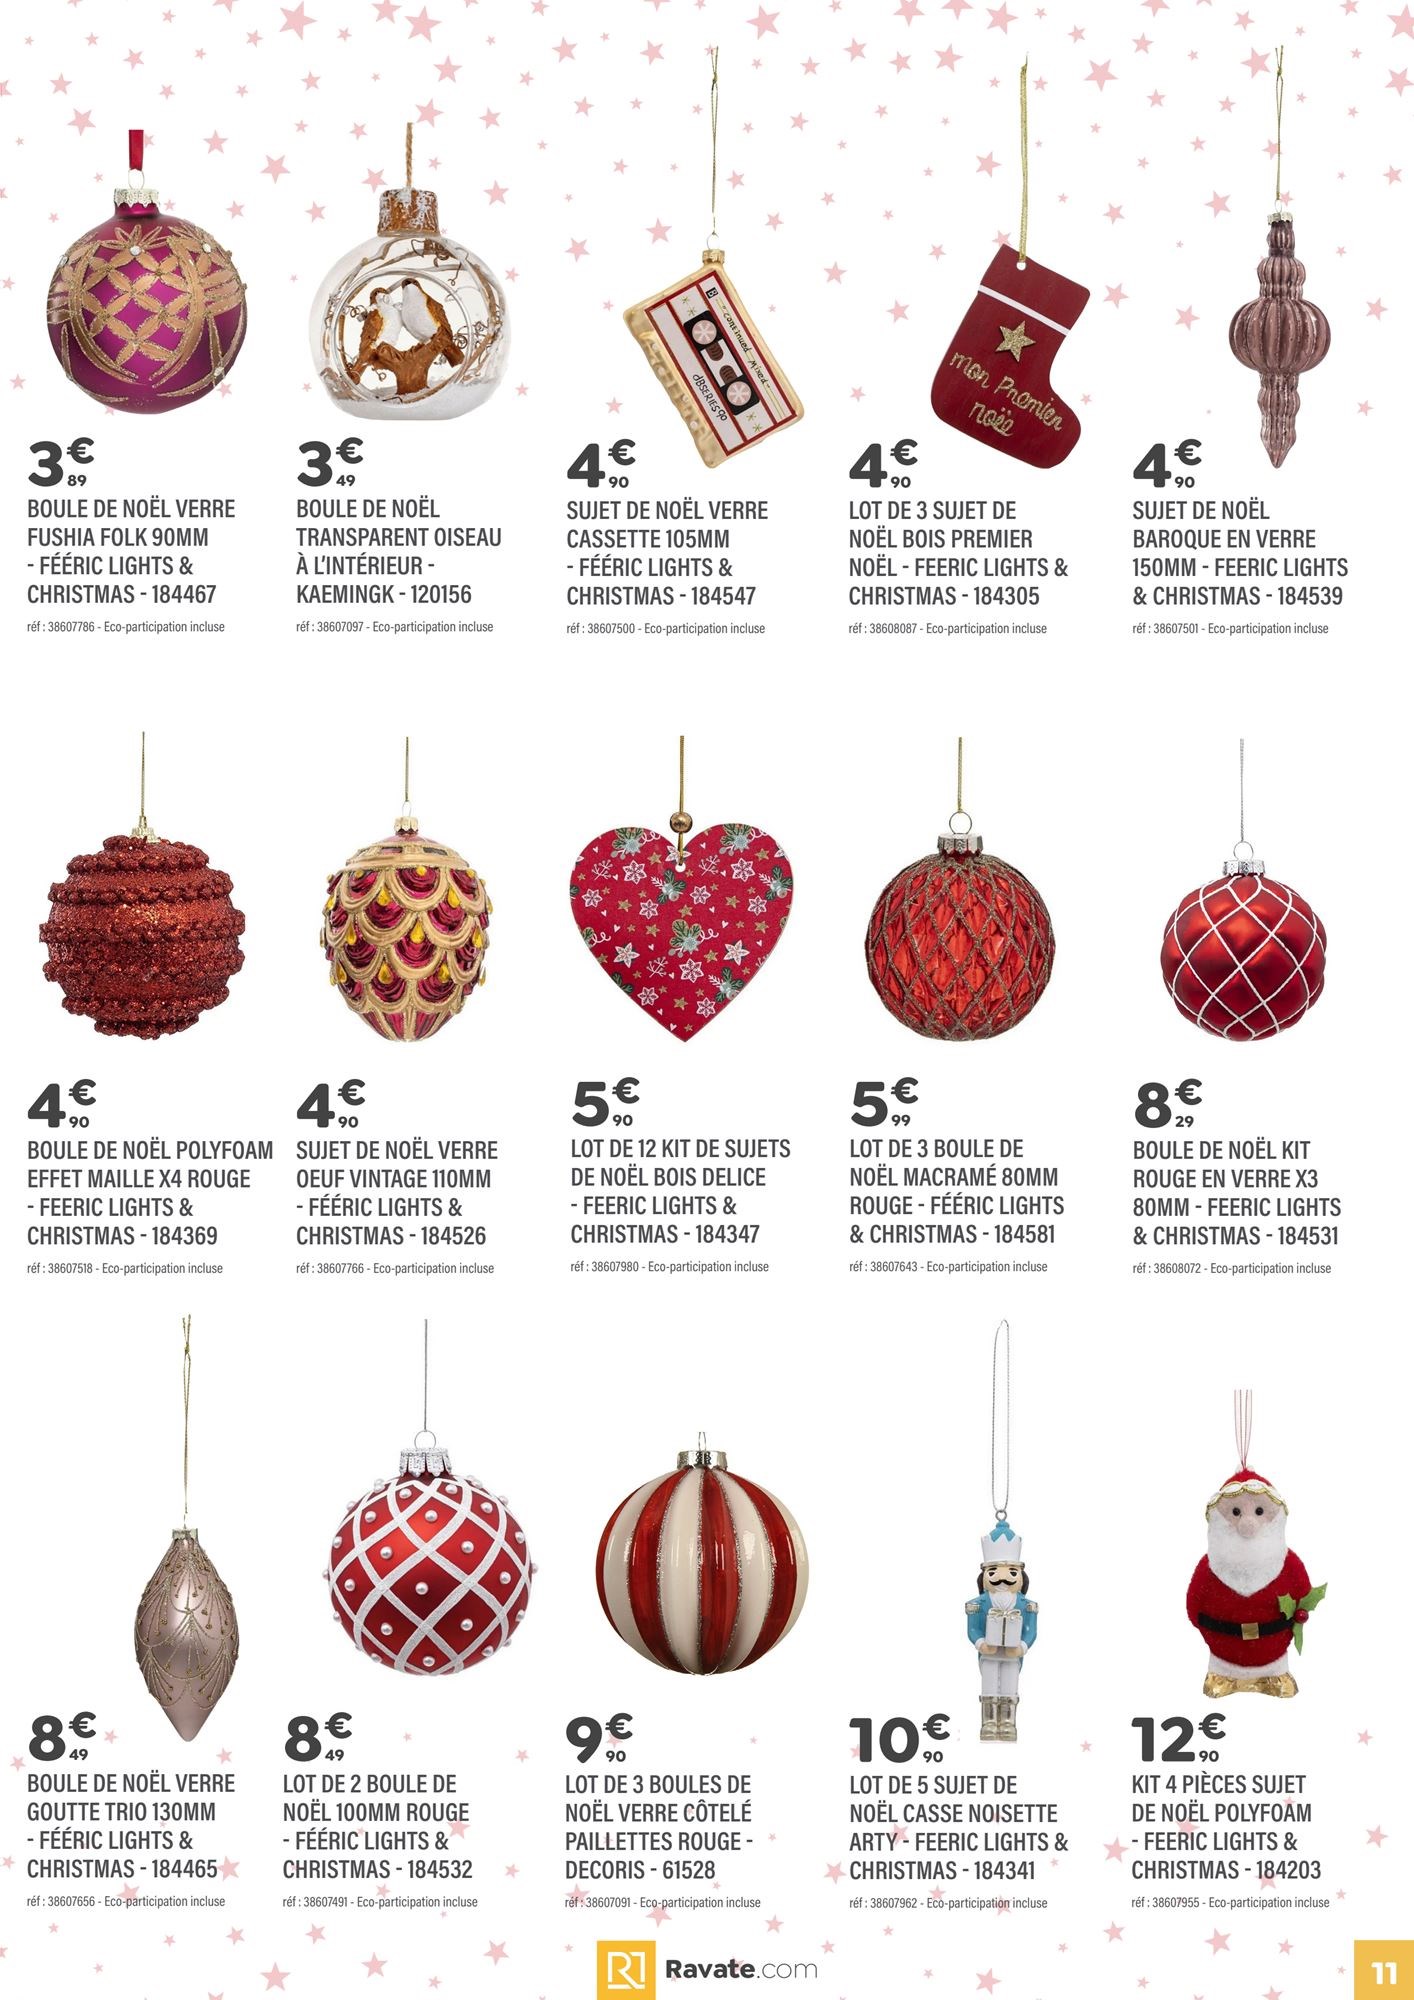 CONTINUED MIXED
dBSERIES90
mon Premier
noël
3€89
BOULE DE NOËL VERRE
FUSHIA FOLK 90MM
- FÉÉRIC LIGHTS &
CHRISTMAS - 184467
réf : 38607786 - Eco-participation incluse
3€49
BOULE DE NOËL
TRANSPARENT OISEAU
À L'INTÉRIEUR -
KAEMINGK - 120156
réf : 38607097 - Eco-participation incluse
4€90
SUJET DE NOËL VERRE
CASSETTE 105MM
- FÉÉRIC LIGHTS &
CHRISTMAS - 184547
réf : 38607500 - Eco-participation incluse
4€90
LOT DE 3 SUJET DE
NOËL BOIS PREMIER
NOËL - FEERIC LIGHTS &
CHRISTMAS - 184305
réf : 38608087 - Eco-participation incluse
4€90
SUJET DE NOËL
BAROQUE EN VERRE
150MM - FEERIC LIGHTS
& CHRISTMAS - 184539
réf : 38607501 - Eco-participation incluse
4€90
BOULE DE NOËL POLYFOAM
EFFET MAILLE X4 ROUGE
- FEERIC LIGHTS &
CHRISTMAS - 184369
réf : 38607518 - Eco-participation incluse
4€90
SUJET DE NOËL VERRE
OEUF VINTAGE 110MM
- FÉÉRIC LIGHTS &
CHRISTMAS - 184526
réf : 38607766 - Eco-participation incluse
5€90
LOT DE 12 KIT DE SUJETS
DE NOËL BOIS DELICE
- FEERIC LIGHTS &
CHRISTMAS - 184347
réf : 38607980 - Eco-participation incluse
5€99
LOT DE 3 BOULE DE
NOËL MACRAMÉ 80MM
ROUGE - FÉÉRIC LIGHTS
& CHRISTMAS - 184581
réf : 38607643 - Eco-participation incluse
8€29
BOULE DE NOËL KIT
ROUGE EN VERRE X3
80MM - FEERIC LIGHTS
& CHRISTMAS - 184531
réf : 38608072 - Eco-participation incluse
8€49
BOULE DE NOËL VERRE
GOUTTE TRIO 130MM
- FÉÉRIC LIGHTS &
CHRISTMAS - 184465
réf : 38607656 - Eco-participation incluse
8€49
LOT DE 2 BOULE DE
NOËL 100MM ROUGE
- FÉÉRIC LIGHTS &
CHRISTMAS - 184532
réf : 38607491 - Eco-participation incluse
9€90
LOT DE 3 BOULES DE
NOËL VERRE CÔTELÉ
PAILLETTES ROUGE -
DECORIS - 61528
réf : 38607091 - Eco-participation incluse
10€90
LOT DE 5 SUJET DE
NOËL CASSE NOISETTE
ARTY - FEERIC LIGHTS &
CHRISTMAS - 184341
réf : 38607962 - Eco-participation incluse
12€90
KIT 4 PIÈCES SUJET
DE NOËL POLYFOAM
- FEERIC LIGHTS &
CHRISTMAS - 184203
réf : 38607955 - Eco-participation incluse
Ravate.com
11